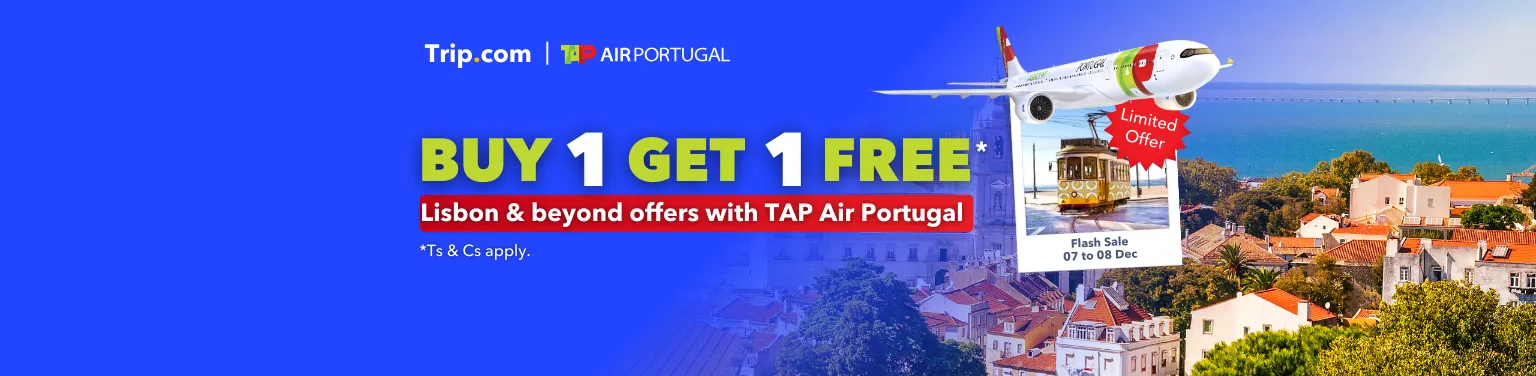 Trip.com | TAP AIRPORTUGAL
BUY 1 GET 1 FREE*
Lisbon & beyond offers with TAP Air Portugal
*Ts & Cs apply.
PORTUGAL
Limited
Offer
Flash Sale
07 to 08 Dec